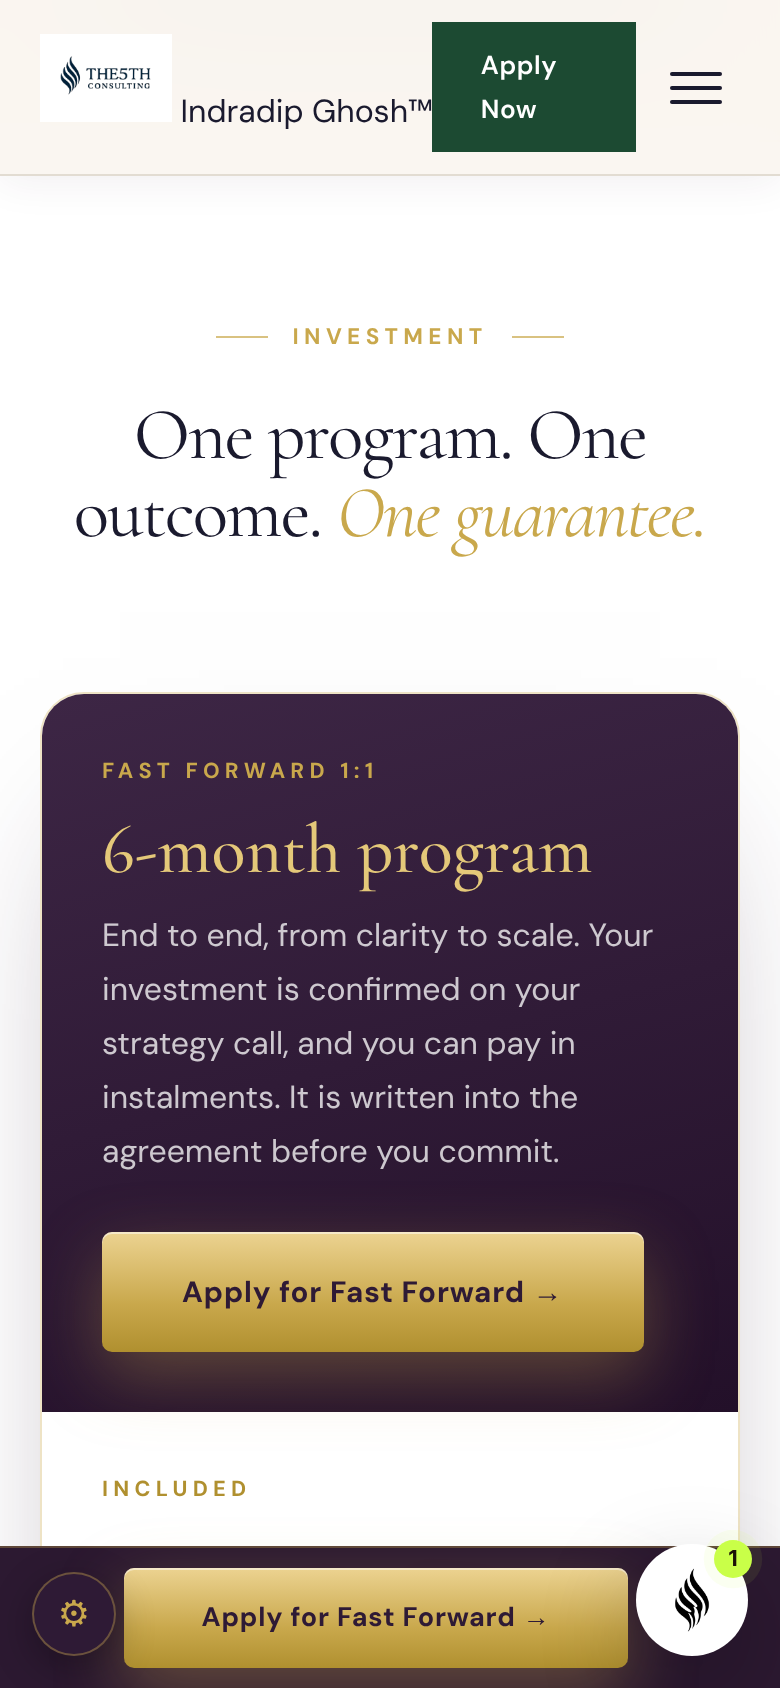 THE5TH
CONSULTING
Indradip Ghosh™
Apply
Now
INVESTMENT
One program. One
outcome. One guarantee.
FAST FORWARD 1:1
6-month program
End to end, from clarity to scale. Your
investment is confirmed on your
strategy call, and you can pay in
instalments. It is written into the
agreement before you commit.
Apply for Fast Forward →
INCLUDED
Apply for Fast Forward →
1